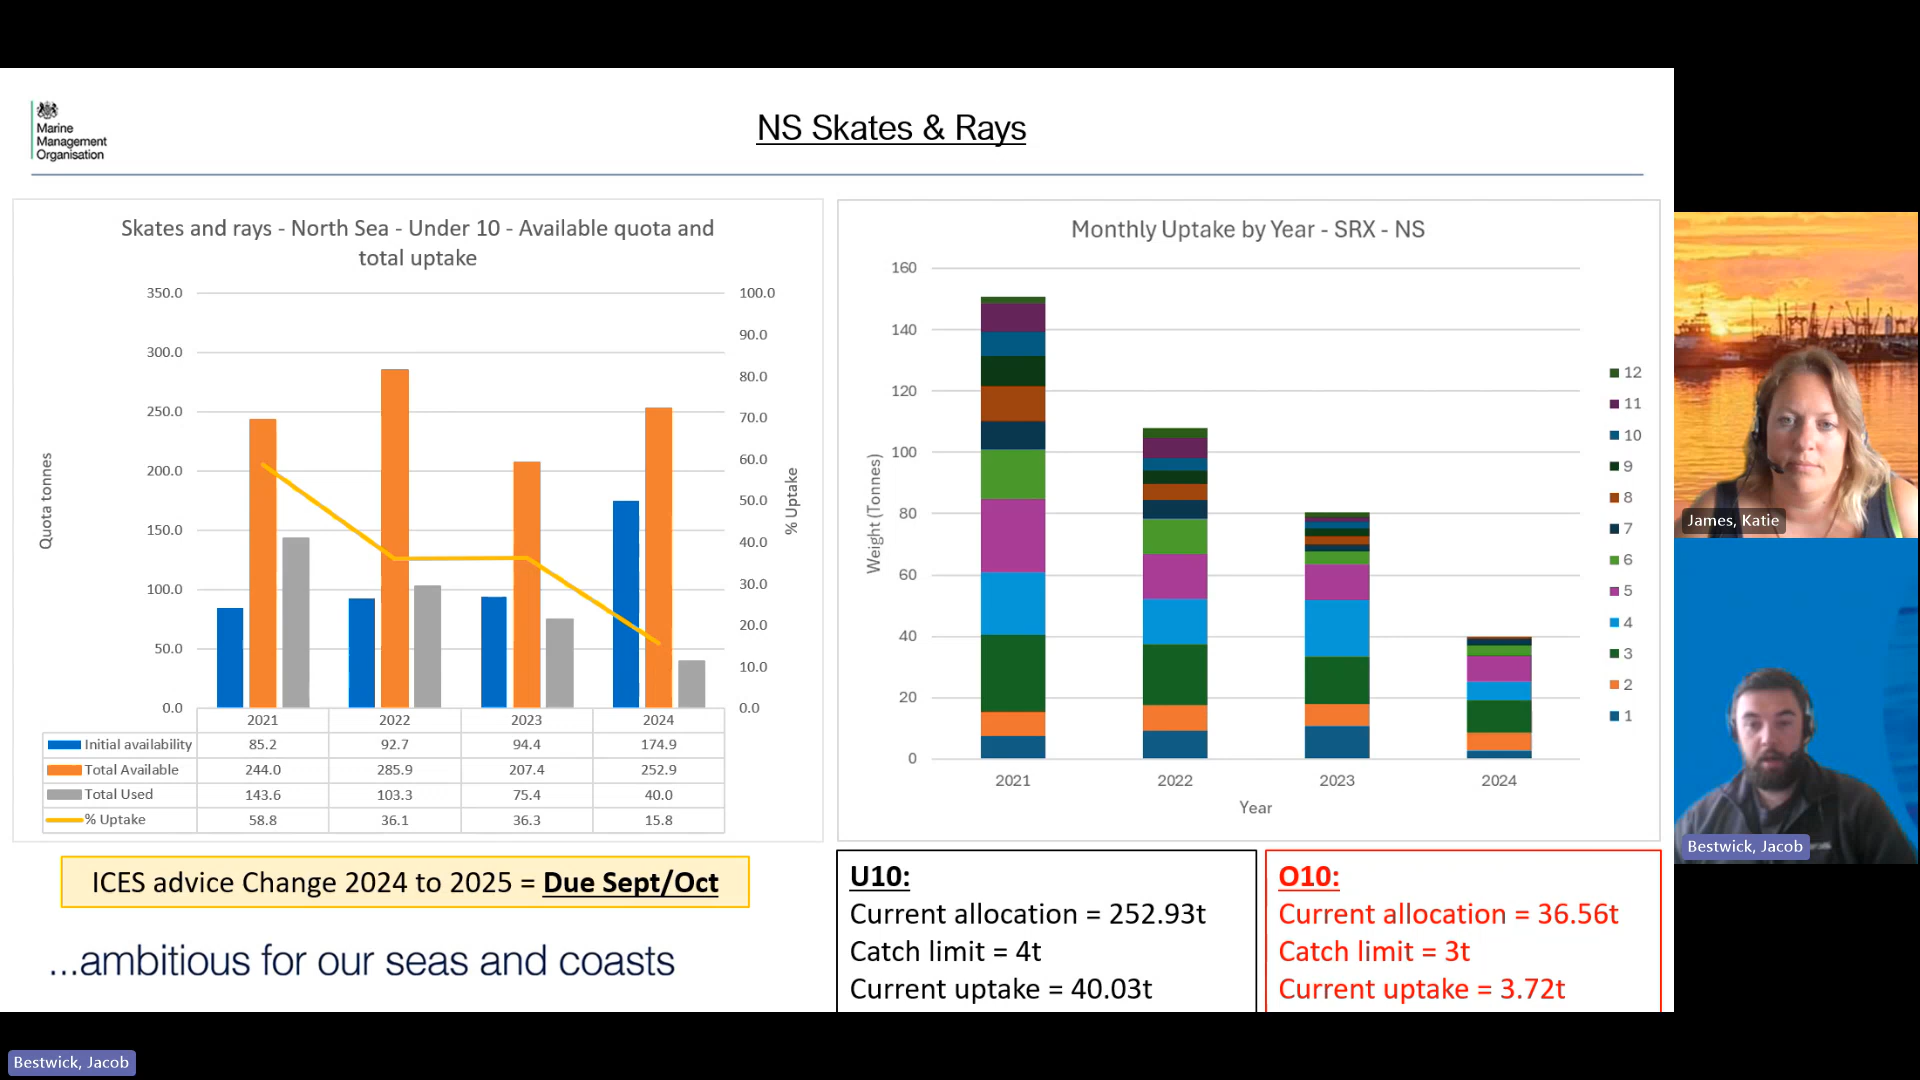 Marine
Management
Organisation
NS Skates & Rays
Skates and rays - North Sea - Under 10 - Available quota and
total uptake
350.0
300.0
250.0
200.0
150.0
100.0
50.0
0.0
Quota tonnes
100.0
90.0
80.0
70.0
60.0
50.0
40.0
30.0
20.0
10.0
0.0
% Uptake
2021 2022 2023 2024
Initial availability 85.2 92.7 94.4 174.9
Total Available 244.0 285.9 207.4 252.9
Total Used 143.6 103.3 75.4 40.0
% Uptake 58.8 36.1 36.3 15.8
Monthly Uptake by Year - SRX - NS
160
140
120
100
80
60
40
20
0
Weight (Tonnes)
2021 2022 2023 2024
Year
12
11
10
9
8
7
6
5
4
3
2
1
ICES advice Change 2024 to 2025 = Due Sept/Oct
...ambitious for our seas and coasts
U10:
Current allocation = 252.93t
Catch limit = 4t
Current uptake = 40.03t
O10:
Current allocation = 36.56t
Catch limit = 3t
Current uptake = 3.72t
James, Katie
Bestwick, Jacob
Bestwick, Jacob